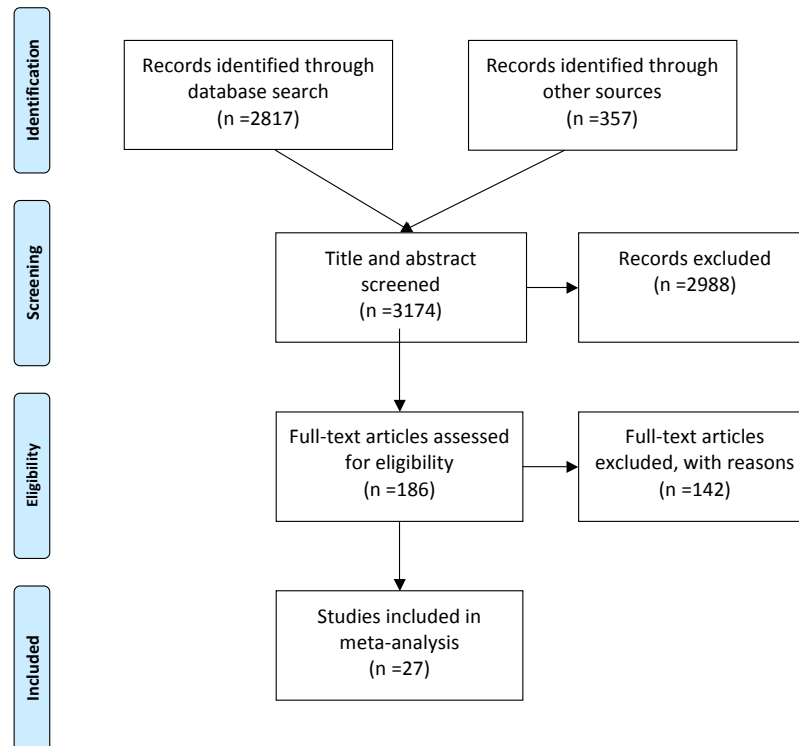 Identification
Records identified through
database search
(n =2817)
Records identified through
other sources
(n =357)
Screening
Title and abstract
screened
(n =3174)
Records excluded
(n =2988)
Eligibility
Full-text articles assessed
for eligibility
(n =186)
Full-text articles
excluded, with reasons
(n =142)
Included
Studies included in
meta-analysis
(n =27)